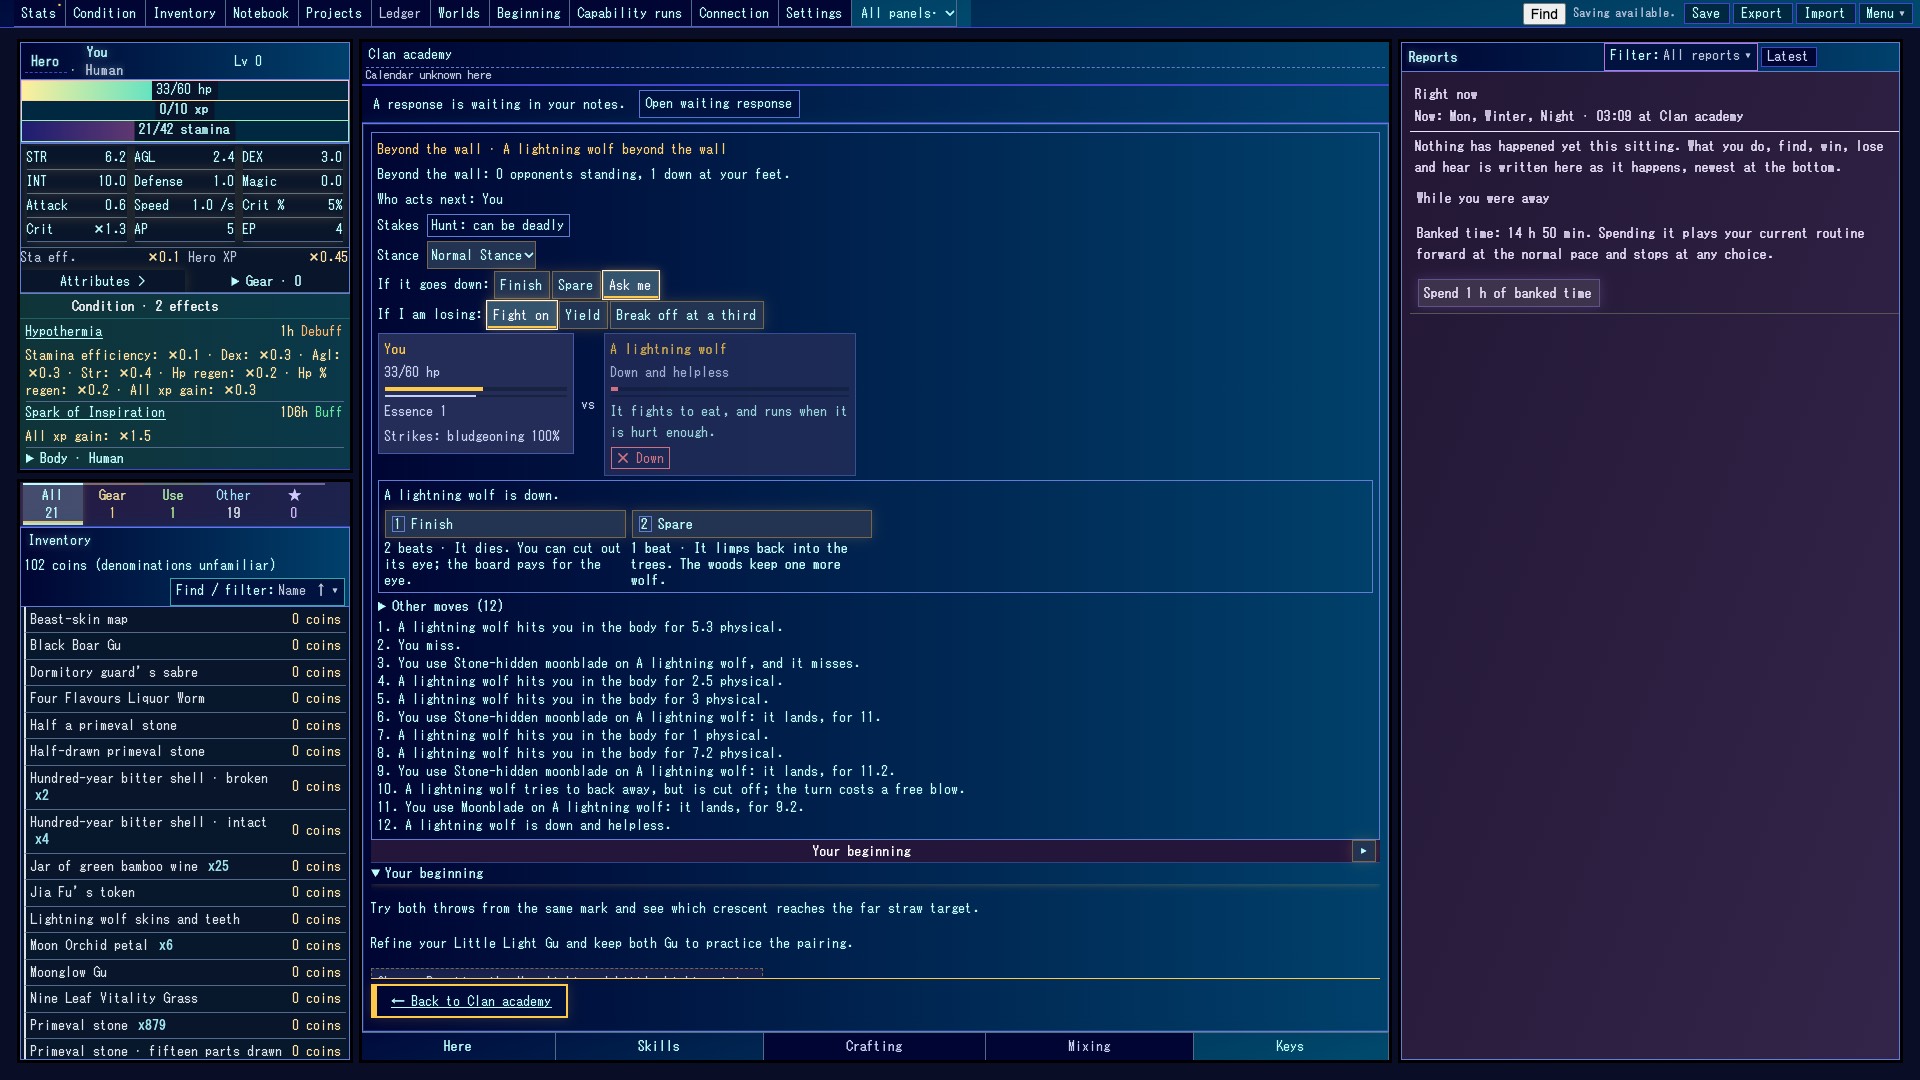 Stats Condition Inventory Notebook Projects Ledger Worlds Beginning Capability runs Connection Settings All panels· Find Saving available. Save Export Import Menu ▾
Hero · You Human Lv 0
33/60 hp
0/10 xp
21/42 stamina
STR 6.2 AGL 2.4 DEX 3.0
INT 10.0 Defense 1.0 Magic 0.0
Attack 0.6 Speed 1.0 /s Crit % 5%
Crit ×1.3 AP 5 EP 4
Sta eff. ×0.1 Hero XP ×0.45
Attributes > ▶ Gear · 0
Condition · 2 effects
Hypothermia 1h Debuff
Stamina efficiency: ×0.1 · Dex: ×0.3 · Agl:
×0.3 · Str: ×0.4 · Hp regen: ×0.2 · Hp %
regen: ×0.2 · All xp gain: ×0.3
Spark of Inspiration 1D6h Buff
All xp gain: ×1.5
▶ Body · Human
All Gear Use Other ★
21 1 1 19 0
Inventory
102 coins (denominations unfamiliar)
Find / filter: Name ↑ ▾
Beast-skin map 0 coins
Black Boar Gu 0 coins
Dormitory guard's sabre 0 coins
Four Flavours Liquor Worm 0 coins
Half a primeval stone 0 coins
Half-drawn primeval stone 0 coins
Hundred-year bitter shell · broken x2 0 coins
Hundred-year bitter shell · intact x4 0 coins
Jar of green bamboo wine x25 0 coins
Jia Fu's token 0 coins
Lightning wolf skins and teeth 0 coins
Moon Orchid petal x6 0 coins
Moonglow Gu 0 coins
Nine Leaf Vitality Grass 0 coins
Primeval stone x879 0 coins
Primeval stone · fifteen parts drawn 0 coins
Clan academy
Calendar unknown here
A response is waiting in your notes. Open waiting response
Beyond the wall · A lightning wolf beyond the wall
Beyond the wall: 0 opponents standing, 1 down at your feet.
Who acts next: You
Stakes Hunt: can be deadly
Stance Normal Stance
If it goes down: Finish Spare Ask me
If I am losing: Fight on Yield Break off at a third
You
33/60 hp
Essence 1
Strikes: bludgeoning 100%
vs
A lightning wolf
Down and helpless
It fights to eat, and runs when it
is hurt enough.
✕ Down
A lightning wolf is down.
1 Finish
2 beats · It dies. You can cut out
its eye; the board pays for the
eye.
2 Spare
1 beat · It limps back into the
trees. The woods keep one more
wolf.
▶ Other moves (12)
1. A lightning wolf hits you in the body for 5.3 physical.
2. You miss.
3. You use Stone-hidden moonblade on A lightning wolf, and it misses.
4. A lightning wolf hits you in the body for 2.5 physical.
5. A lightning wolf hits you in the body for 3 physical.
6. You use Stone-hidden moonblade on A lightning wolf: it lands, for 11.
7. A lightning wolf hits you in the body for 1 physical.
8. A lightning wolf hits you in the body for 7.2 physical.
9. You use Stone-hidden moonblade on A lightning wolf: it lands, for 11.2.
10. A lightning wolf tries to back away, but is cut off; the turn costs a free blow.
11. You use Moonblade on A lightning wolf: it lands, for 9.2.
12. A lightning wolf is down and helpless.
Your beginning ▸
▼ Your beginning
Try both throws from the same mark and see which crescent reaches the far straw target.
Refine your Little Light Gu and keep both Gu to practice the pairing.
← Back to Clan academy
Here Skills Crafting Mixing Keys
Reports Filter: All reports ▾ Latest
Right now
Now: Mon, Winter, Night · 03:09 at Clan academy
Nothing has happened yet this sitting. What you do, find, win, lose
and hear is written here as it happens, newest at the bottom.
While you were away
Banked time: 14 h 50 min. Spending it plays your current routine
forward at the normal pace and stops at any choice.
Spend 1 h of banked time